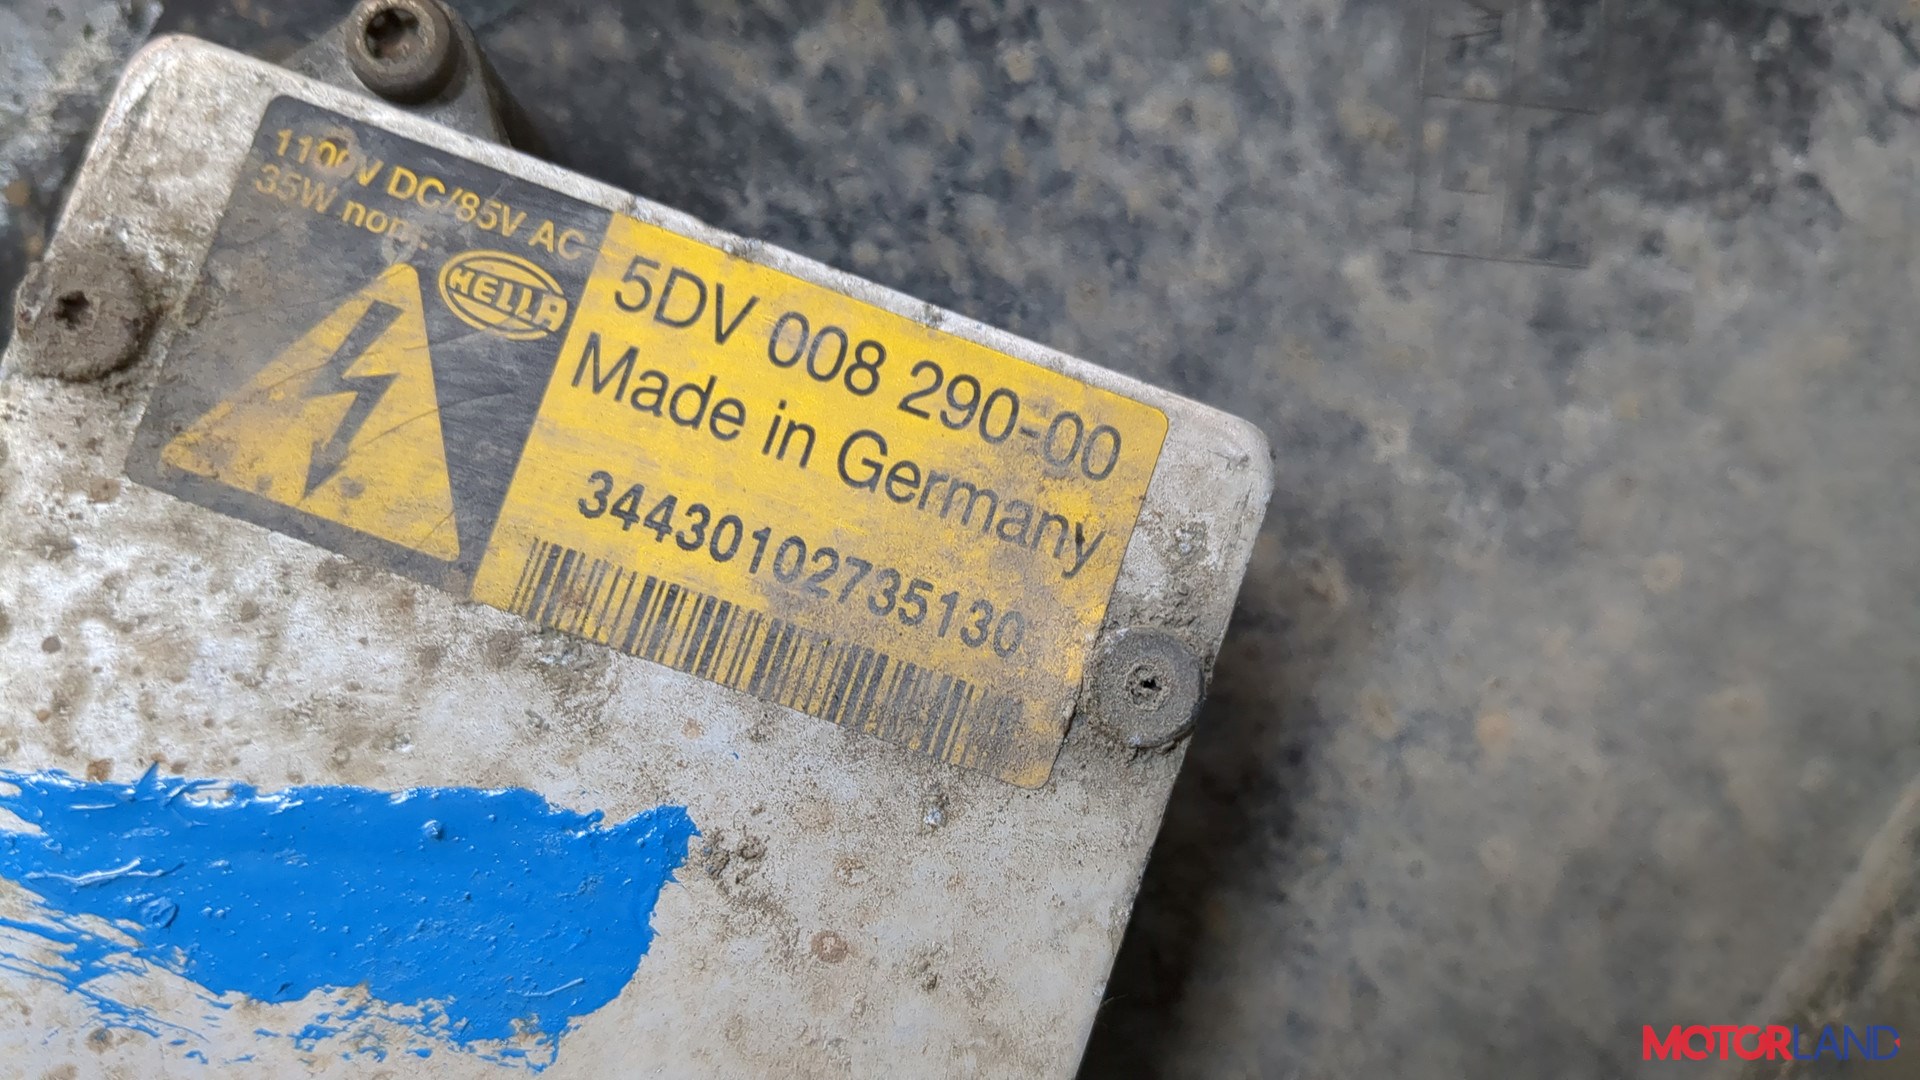 1100V DC/85V AC
35W nom.
HELLA
5DV 008 290-00
Made in Germany
34430102735130
MOTORLAND